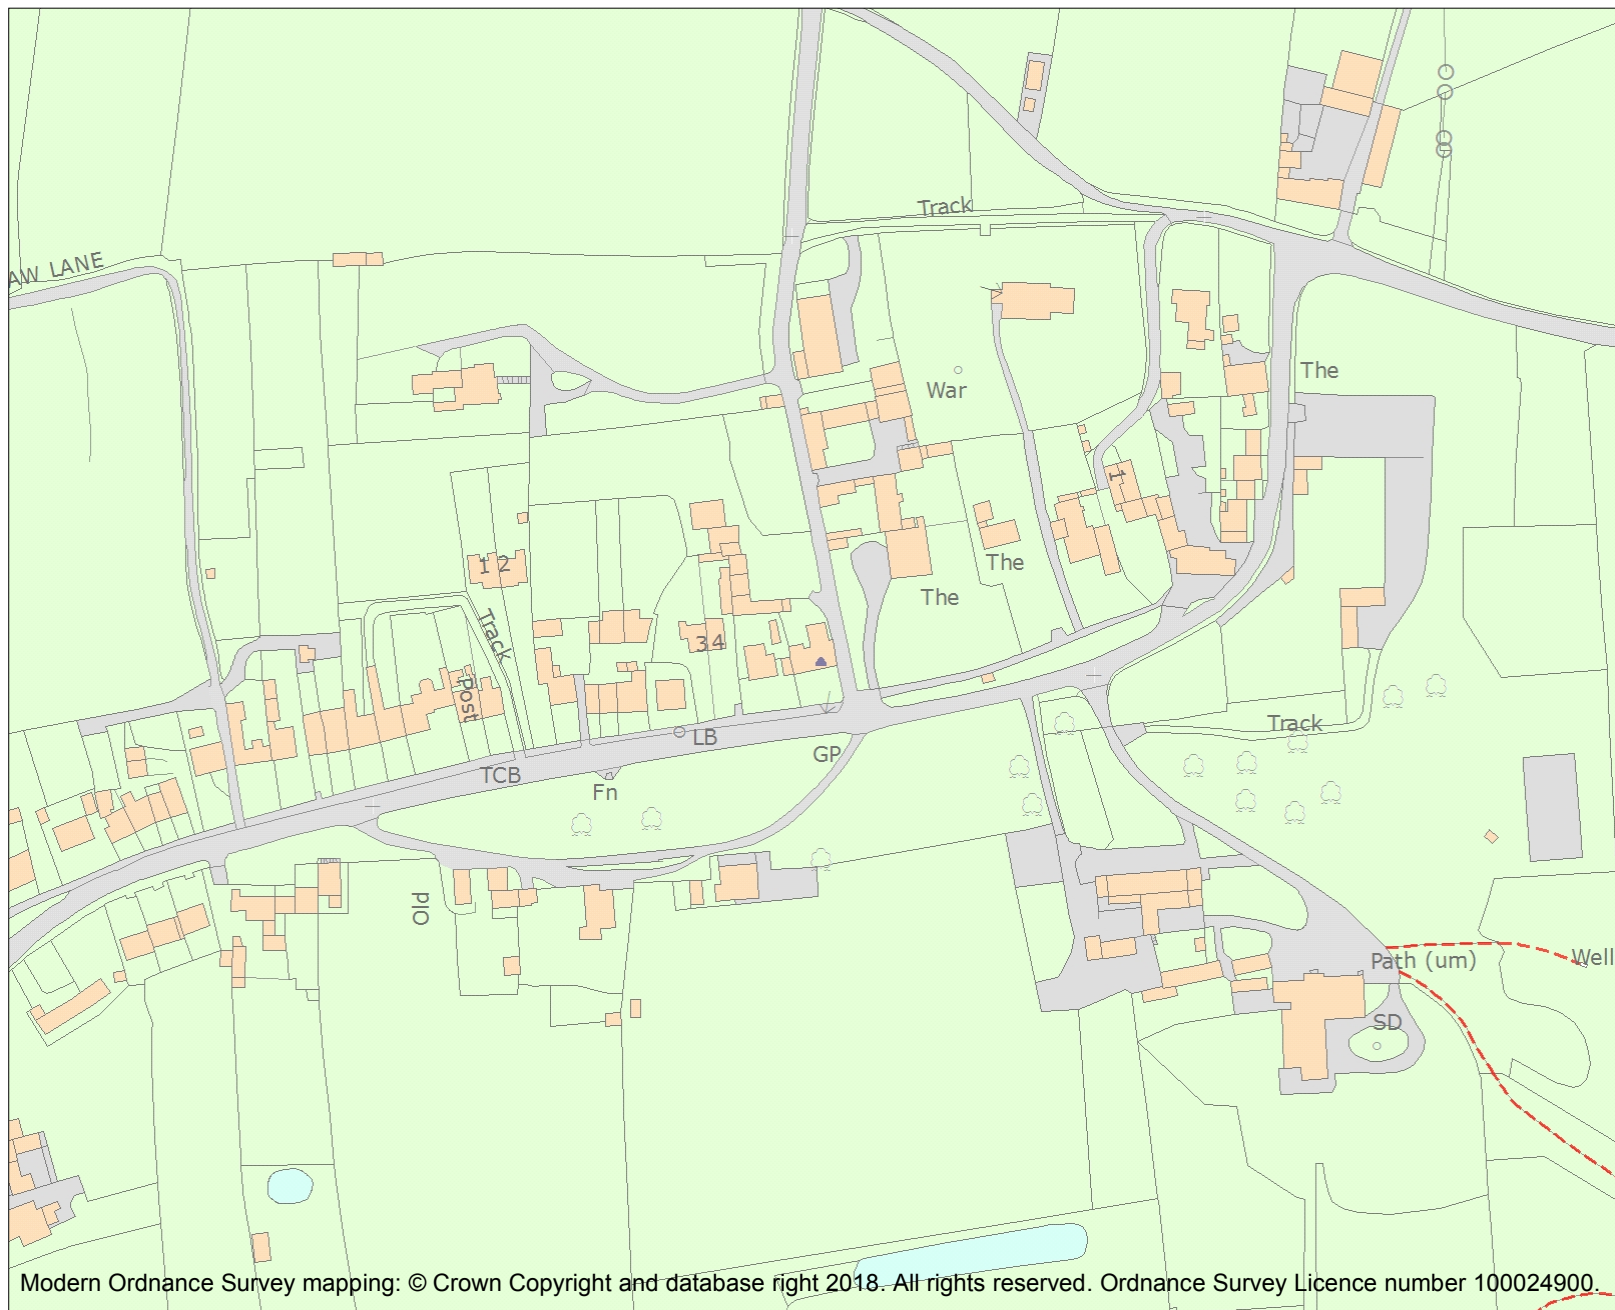 Track
AW LANE
The
War
1
The
1 2
The
Track
3 4
Post
Track
LB
GP
TCB
Fn
Old
Path (um)
Well
SD
Modern Ordnance Survey mapping: © Crown Copyright and database right 2018. All rights reserved. Ordnance Survey Licence number 100024900.